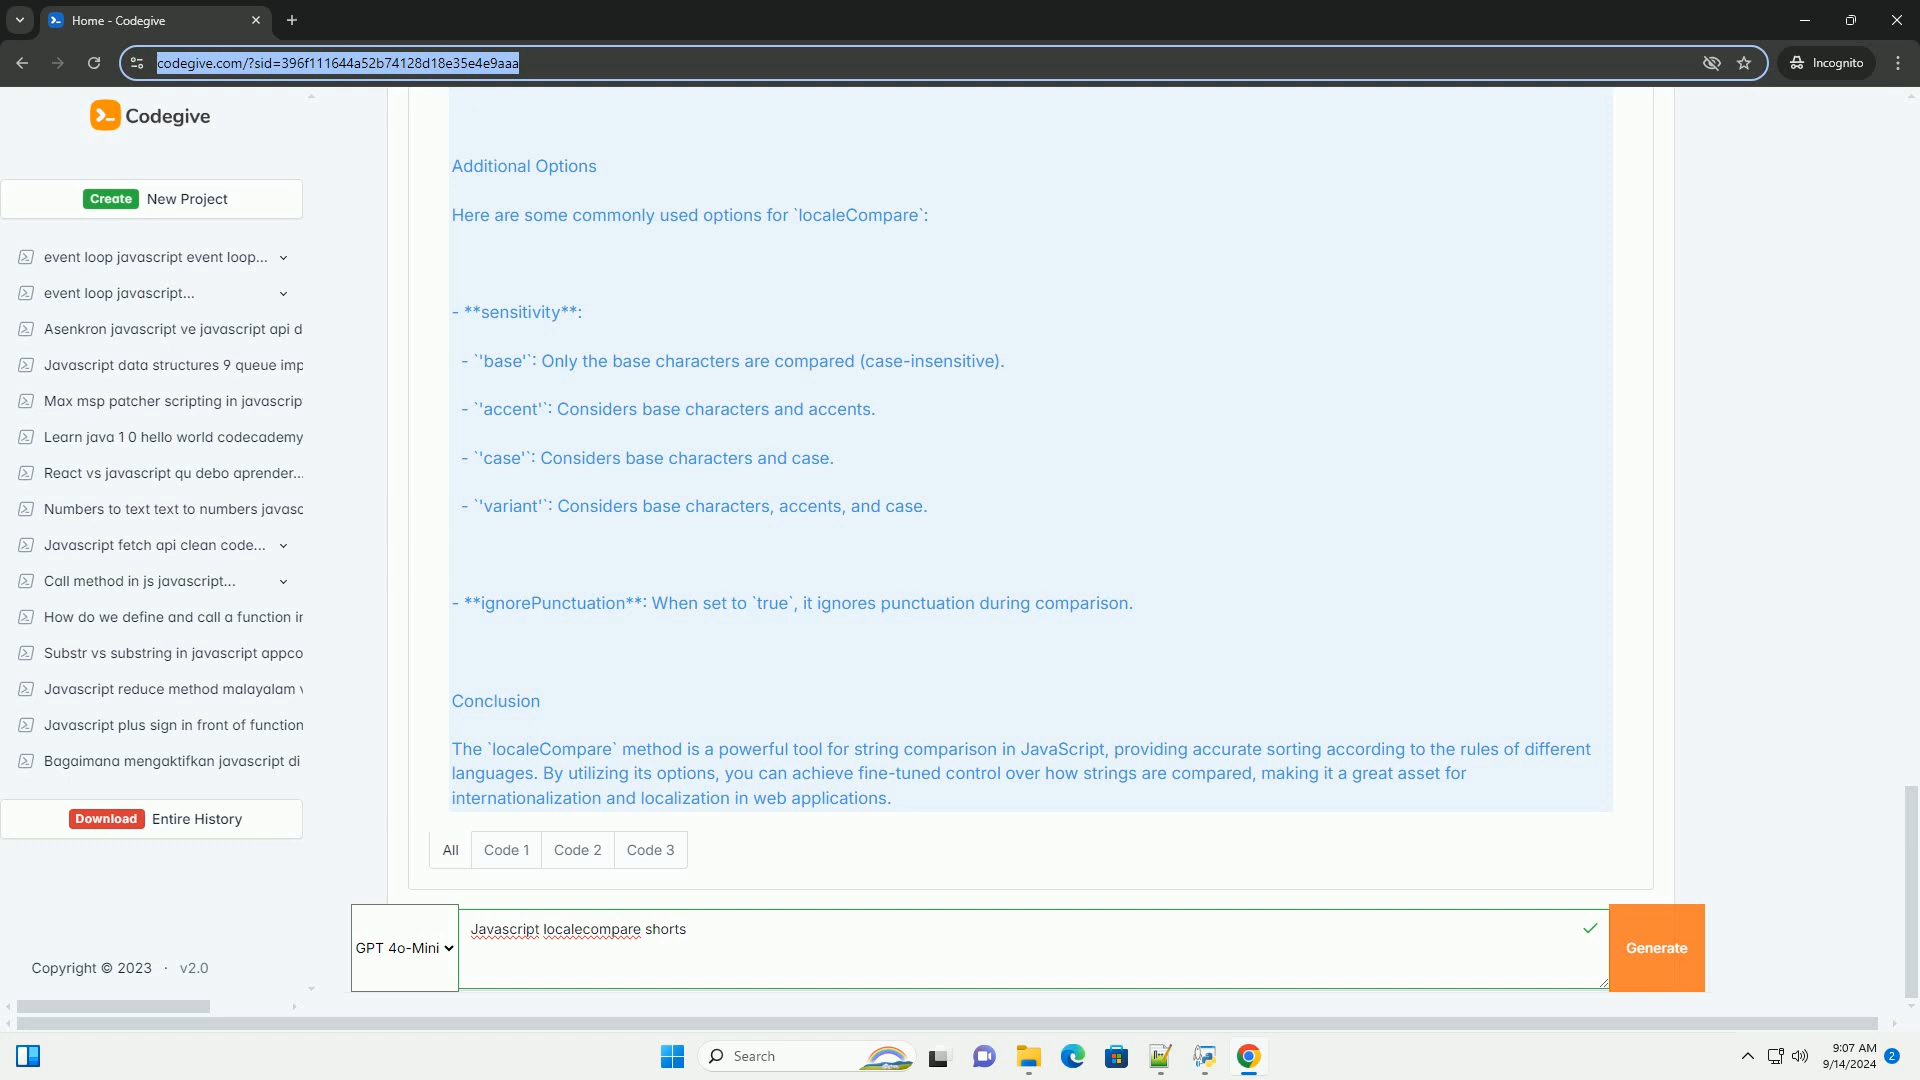 Home - Codegive
codegive.com/?sid=396f111644a52b74128d18e35e4e9aaa
Incognito
Codegive
Create New Project
event loop javascript event loop...
event loop javascript...
Asenkron javascript ve javascript api d
Javascript data structures 9 queue imp
Max msp patcher scripting in javascrip
Learn java 1 0 hello world codecademy
React vs javascript qu debo aprender...
Numbers to text text to numbers javasc
Javascript fetch api clean code...
Call method in js javascript...
How do we define and call a function in
Substr vs substring in javascript appco
Javascript reduce method malayalam v
Javascript plus sign in front of function
Bagaimana mengaktifkan javascript di
Download Entire History
Copyright © 2023 · v2.0
Additional Options
Here are some commonly used options for `localeCompare`:
- **sensitivity**:
- `'base'`: Only the base characters are compared (case-insensitive).
- `'accent'`: Considers base characters and accents.
- `'case'`: Considers base characters and case.
- `'variant'`: Considers base characters, accents, and case.
- **ignorePunctuation**: When set to `true`, it ignores punctuation during comparison.
Conclusion
The `localeCompare` method is a powerful tool for string comparison in JavaScript, providing accurate sorting according to the rules of different
languages. By utilizing its options, you can achieve fine-tuned control over how strings are compared, making it a great asset for
internationalization and localization in web applications.
All Code 1 Code 2 Code 3
GPT 4o-Mini
Javascript localecompare shorts
Generate
Search
9:07 AM
9/14/2024
2